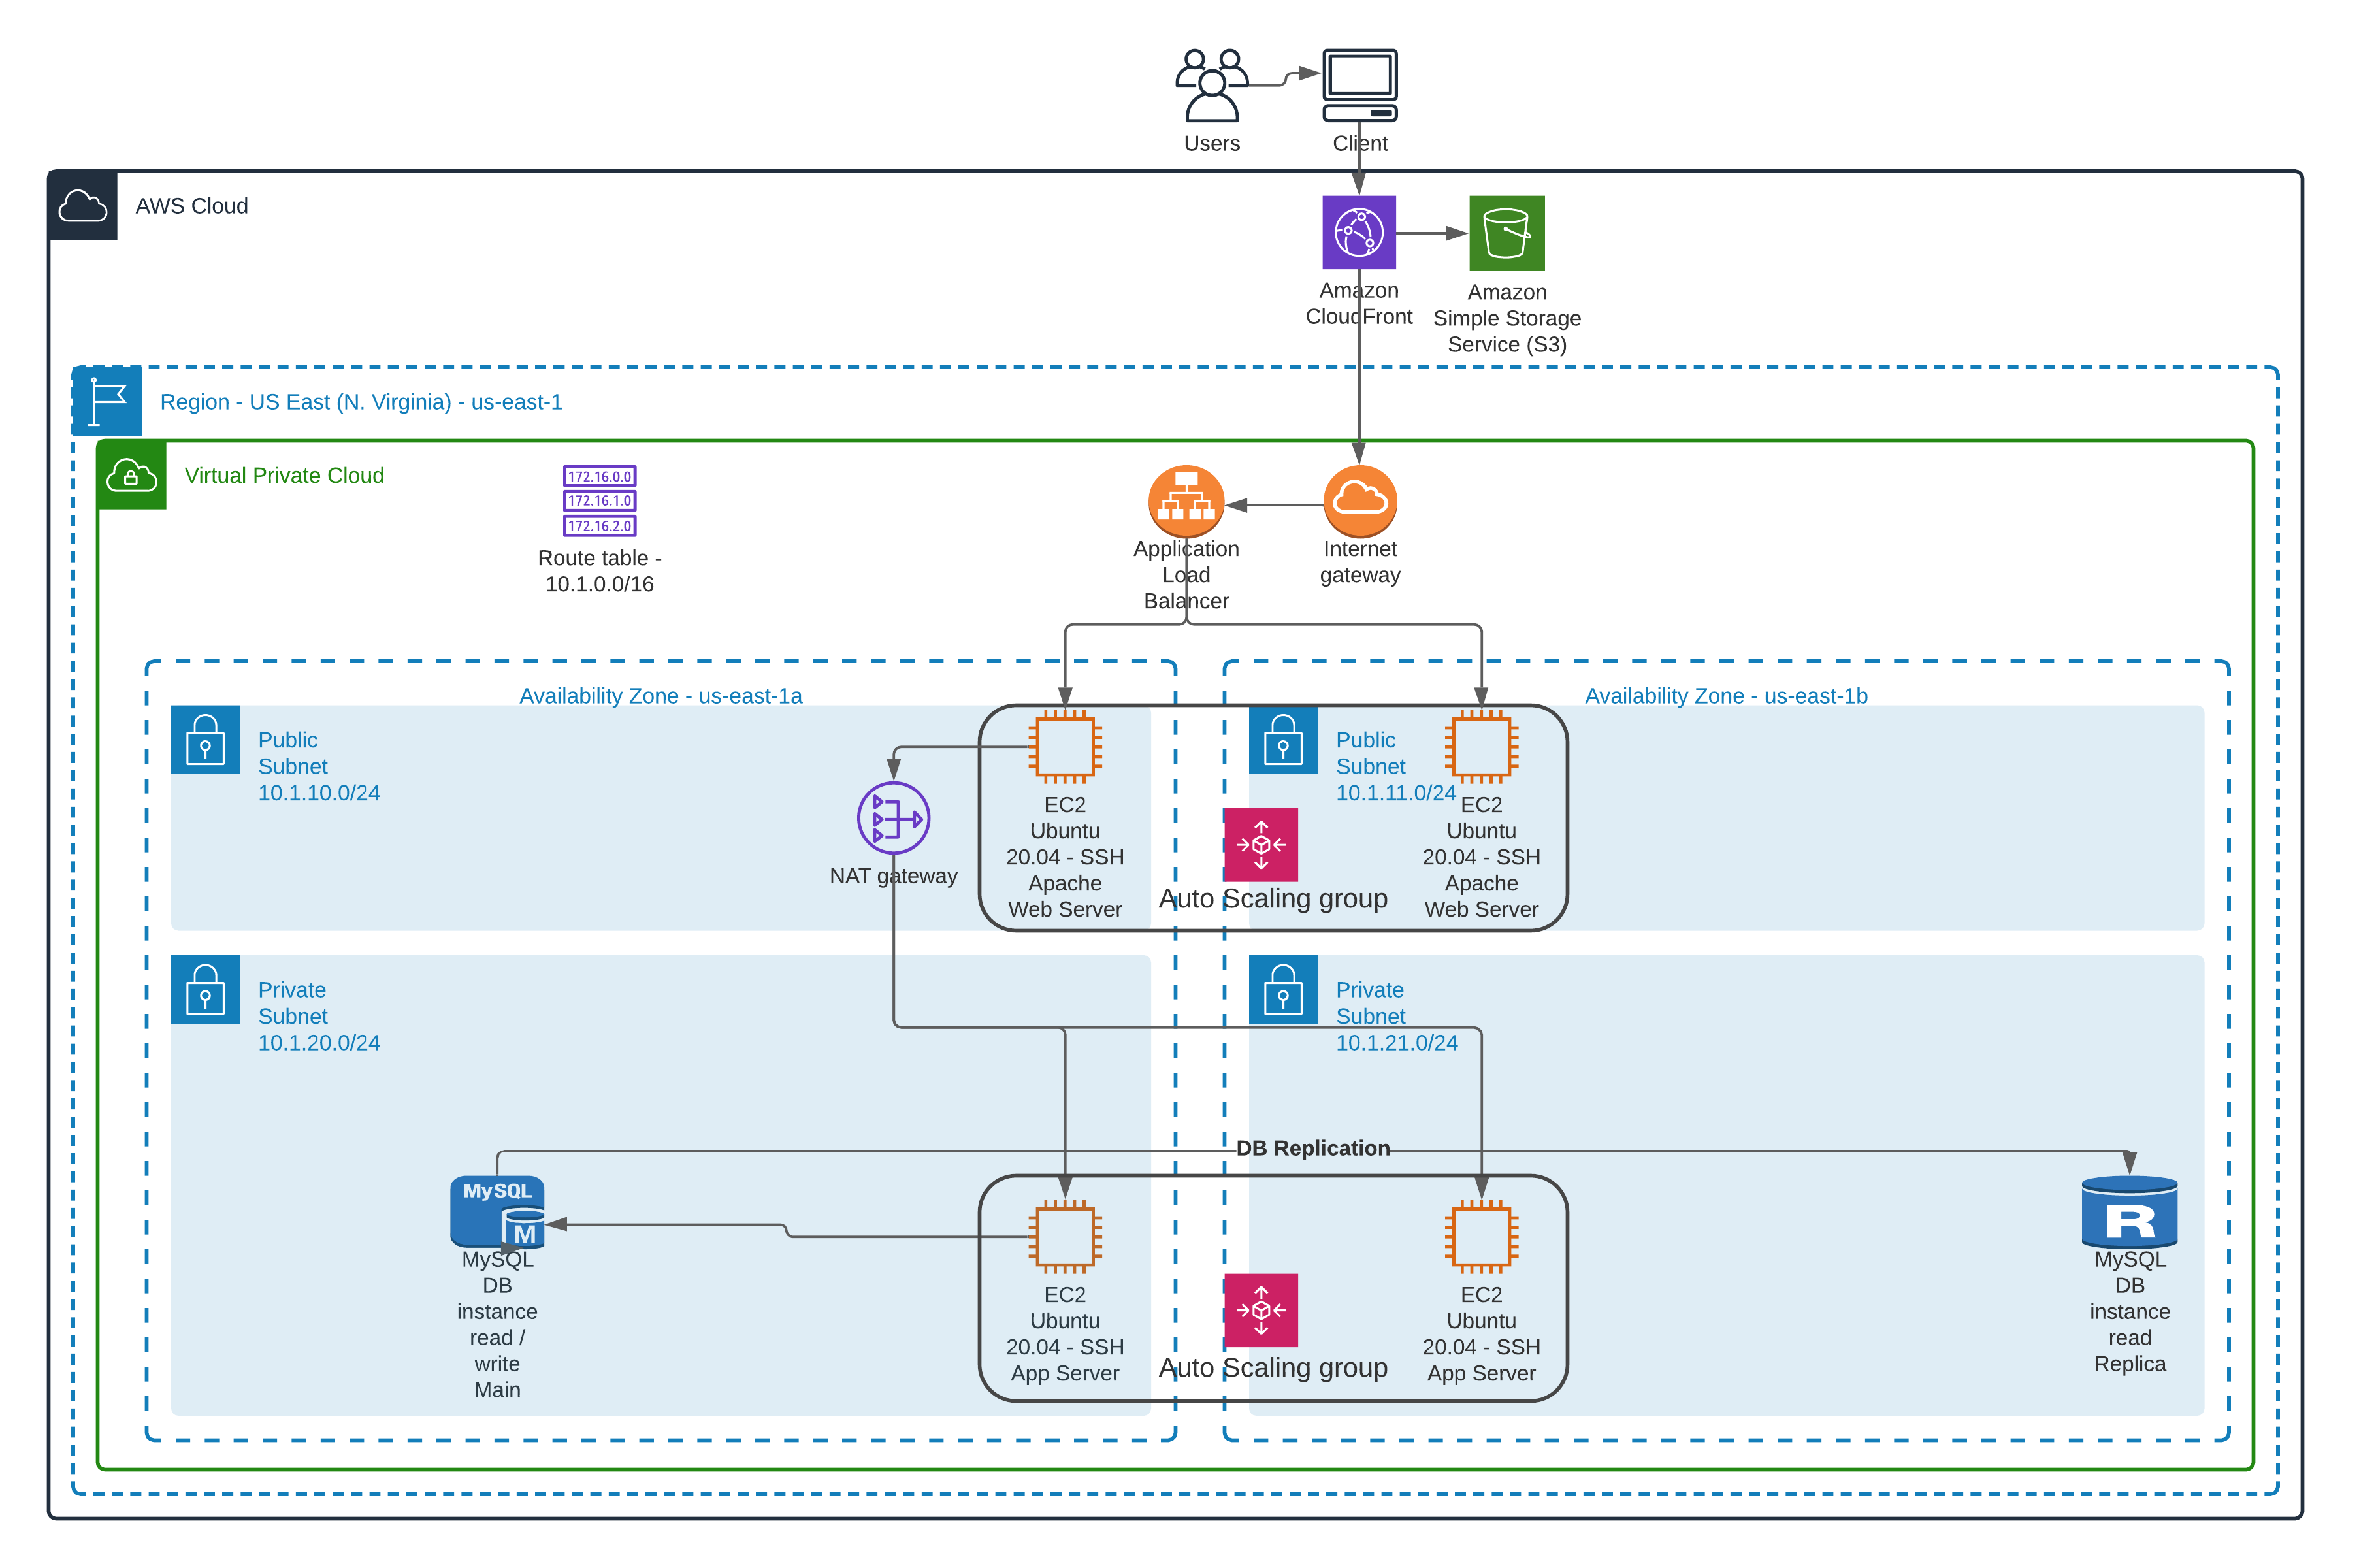 Users
Client
AWS Cloud
Amazon
CloudFront
Amazon
Simple Storage
Service (S3)
Region - US East (N. Virginia) - us-east-1
Virtual Private Cloud
172.16.0.0
172.16.1.0
172.16.2.0
Route table -
10.1.0.0/16
Application
Load
Balancer
Internet
gateway
Availability Zone - us-east-1a
Availability Zone - us-east-1b
Public
Subnet
10.1.10.0/24
NAT gateway
EC2
Ubuntu
20.04 - SSH
Apache
Web Server
Public
Subnet
10.1.11.0/24
Auto Scaling group
EC2
Ubuntu
20.04 - SSH
Apache
Web Server
Private
Subnet
10.1.20.0/24
Private
Subnet
10.1.21.0/24
DB Replication
MySQL
M
MySQL
DB
instance
read /
write
Main
EC2
Ubuntu
20.04 - SSH
App Server
Auto Scaling group
EC2
Ubuntu
20.04 - SSH
App Server
R
MySQL
DB
instance
read
Replica